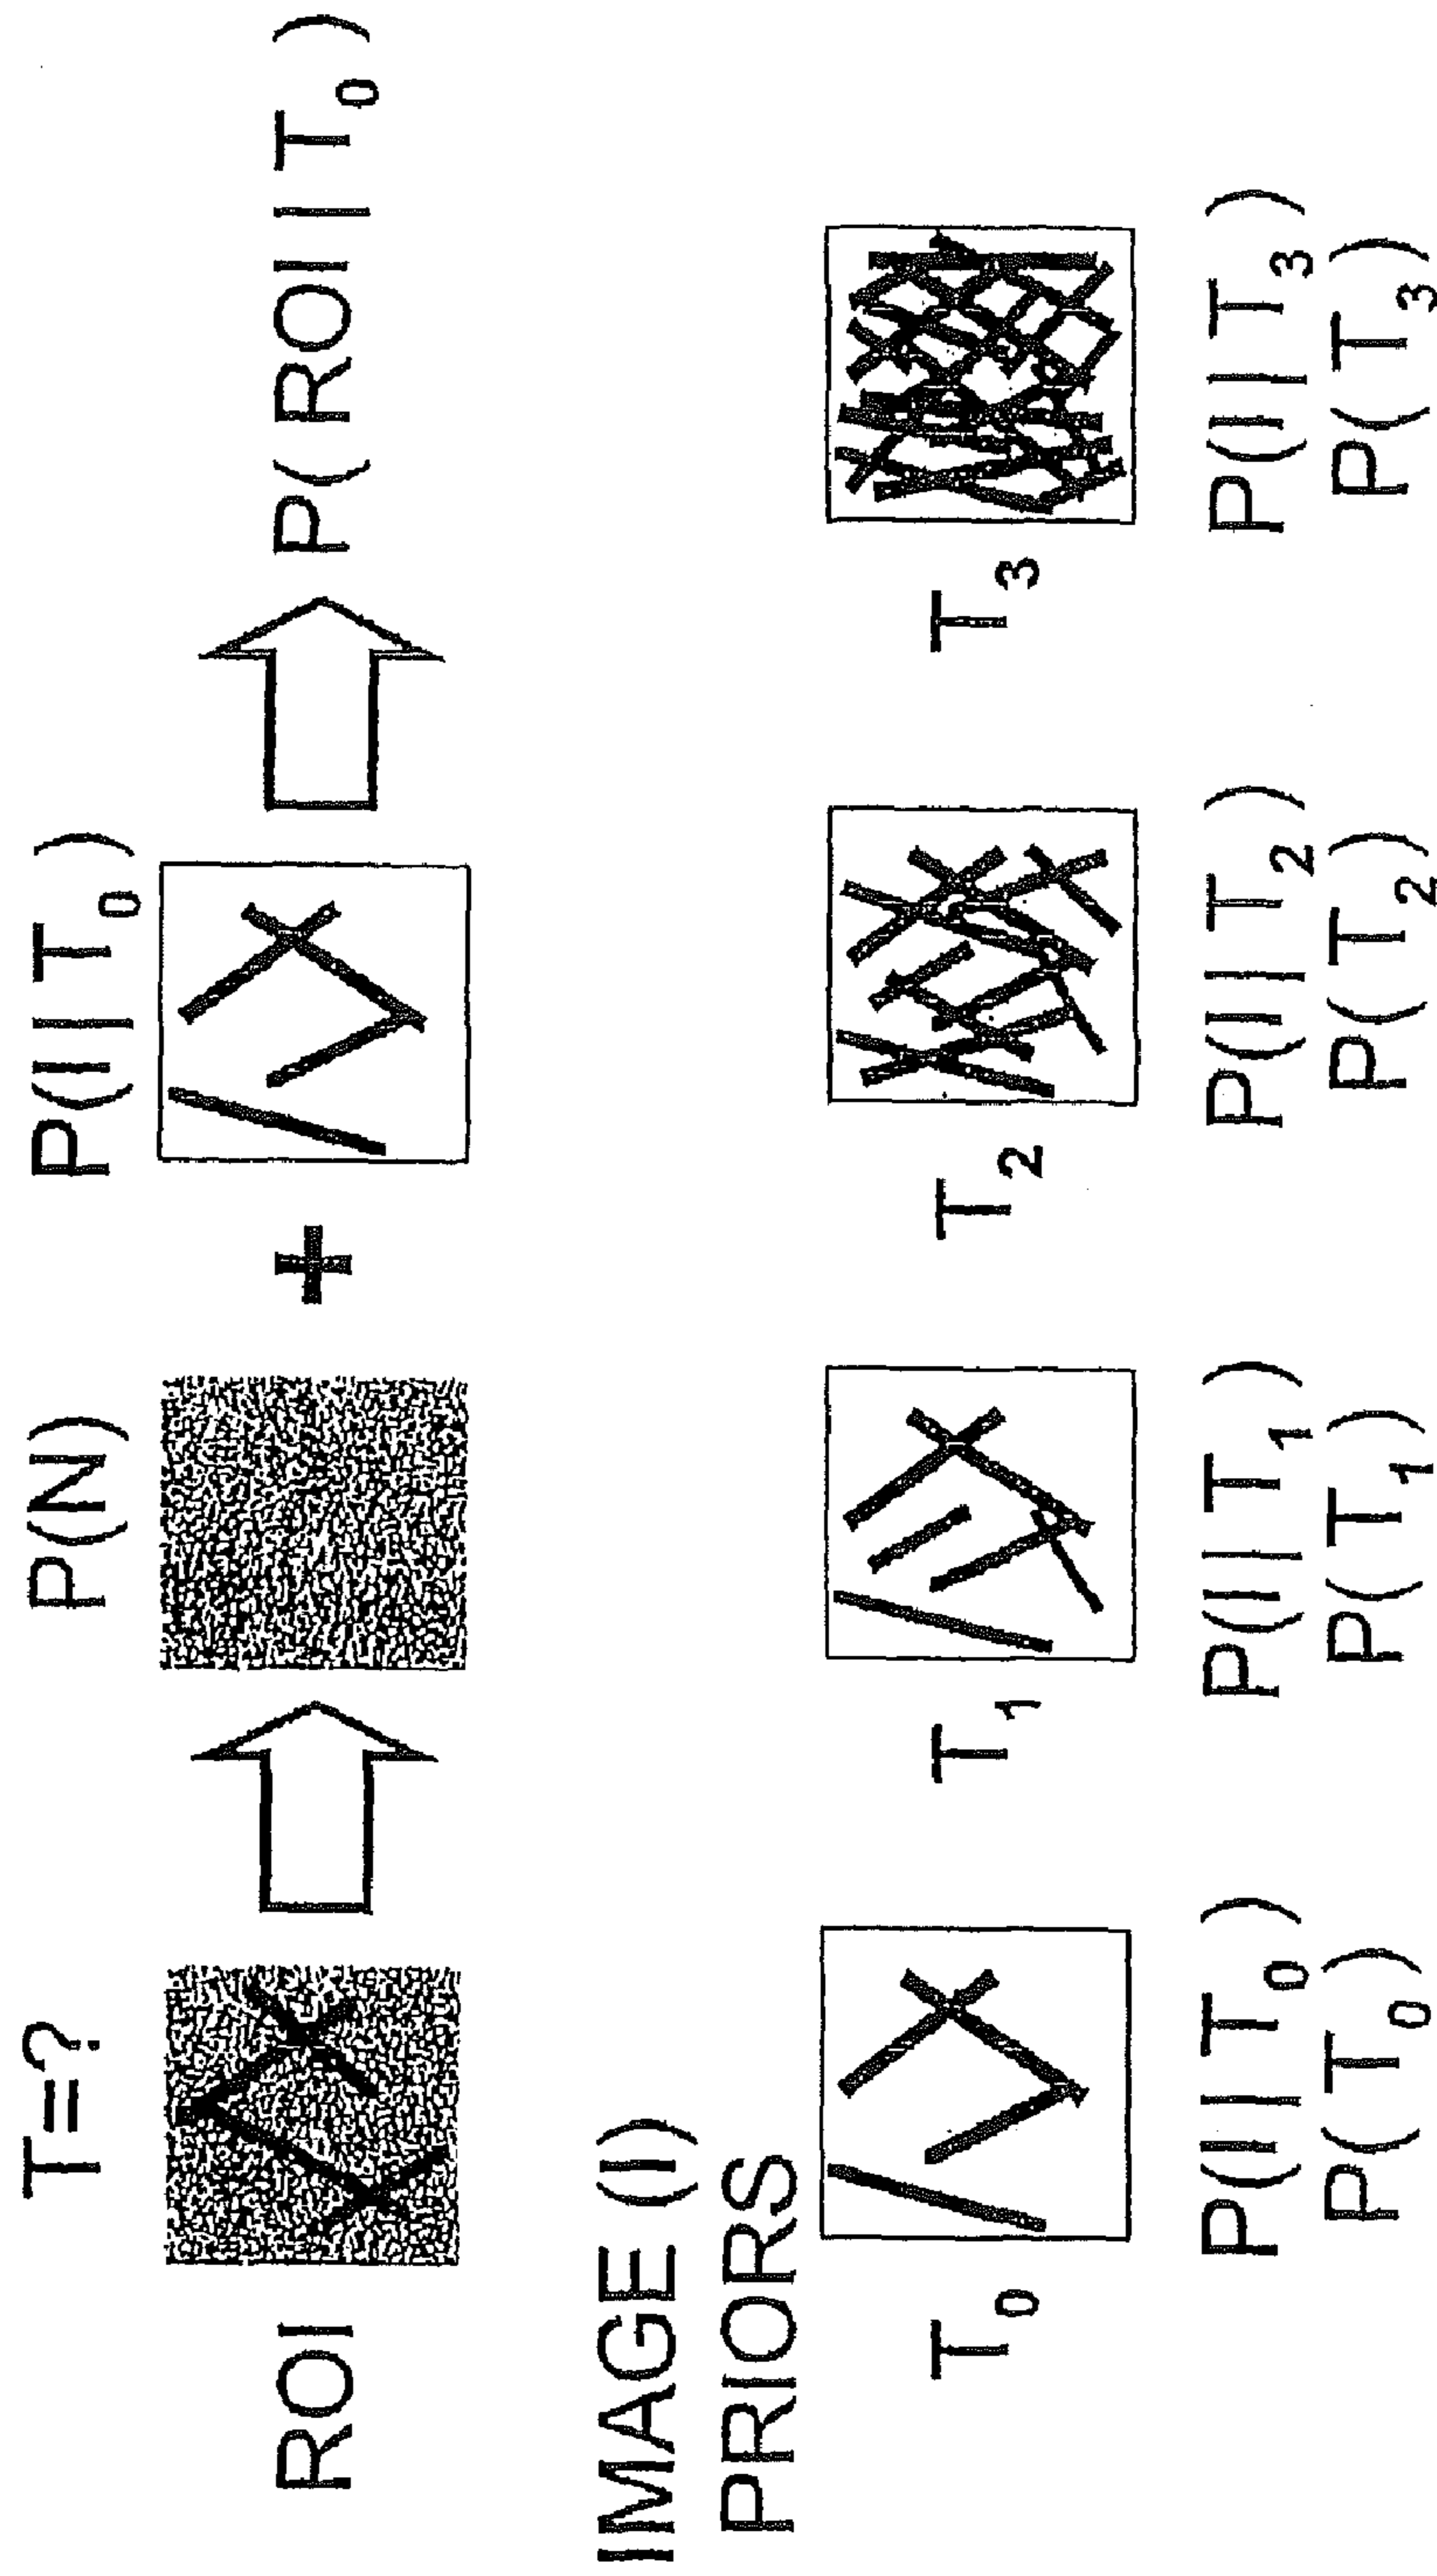 T=?
P(N)
P(I|T0)
ROI
+
P(ROI|T0)
IMAGE (I)
PRIORS
T0
T1
T2
T3
P(I|T0)
P(I|T1)
P(I|T2)
P(I|T3)
P(T0)
P(T1)
P(T2)
P(T3)